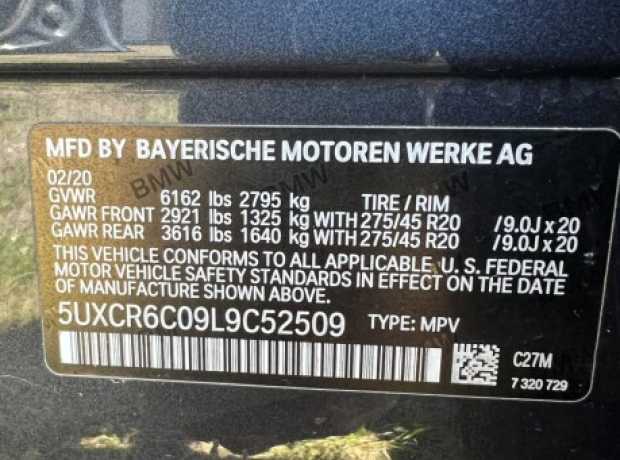 MFD BY BAYERISCHE MOTOREN WERKE AG
02/20
GVWR 6162 lbs 2795 kg TIRE / RIM
GAWR FRONT 2921 lbs 1325 kg WITH 275/45 R20 / 9.0J x 20
GAWR REAR 3616 lbs 1640 kg WITH 275/45 R20 / 9.0J x 20
THIS VEHICLE CONFORMS TO ALL APPLICABLE U. S. FEDERAL
MOTOR VEHICLE SAFETY STANDARDS IN EFFECT ON THE DATE
OF MANUFACTURE SHOWN ABOVE.
5UXCR6C09L9C52509 TYPE: MPV
C27M
7 320 729
BMW
BMW
BMW